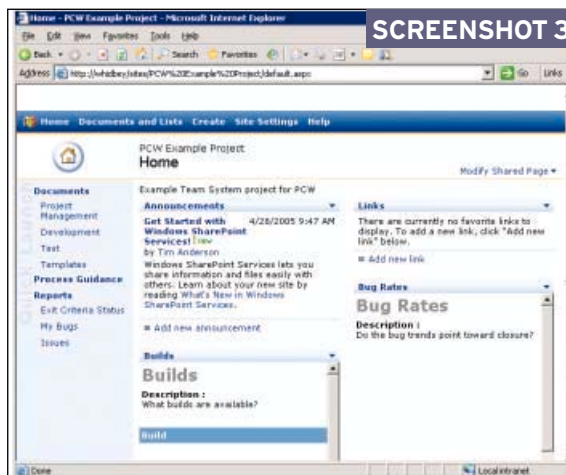 SCREENSHOT 3
Home - PCW Example Project - Microsoft Internet Explorer
File Edit View Favorites Tools Help
Back Search Favorites
Address http://whidbey/sites/PCW%20Example%20Project/default.aspx Go Links
Home Documents and Lists Create Site Settings Help
PCW Example Project
Home
Modify Shared Page
Quick Launch
Documents
Project Management
Development
Test
Templates
Process Guidance
Reports
Exit Criteria Status
My Bugs
Issues
Example Team System project for PCW
Announcements
Get Started with 4/28/2005 9:47 AM
Windows SharePoint
Services! new
by Tim Anderson
Windows SharePoint Services lets you
share information and files easily with
others. Learn about your new site by
reading What's New in Windows
SharePoint Services.
Add new announcement
Builds
Builds
Description :
What builds are available?
Build
Links
There are currently no favorite links to
display. To add a new link, click "Add new
link" below.
Add new link
Bug Rates
Bug Rates
Description :
Do the bug trends point toward closure?
Done
Local intranet